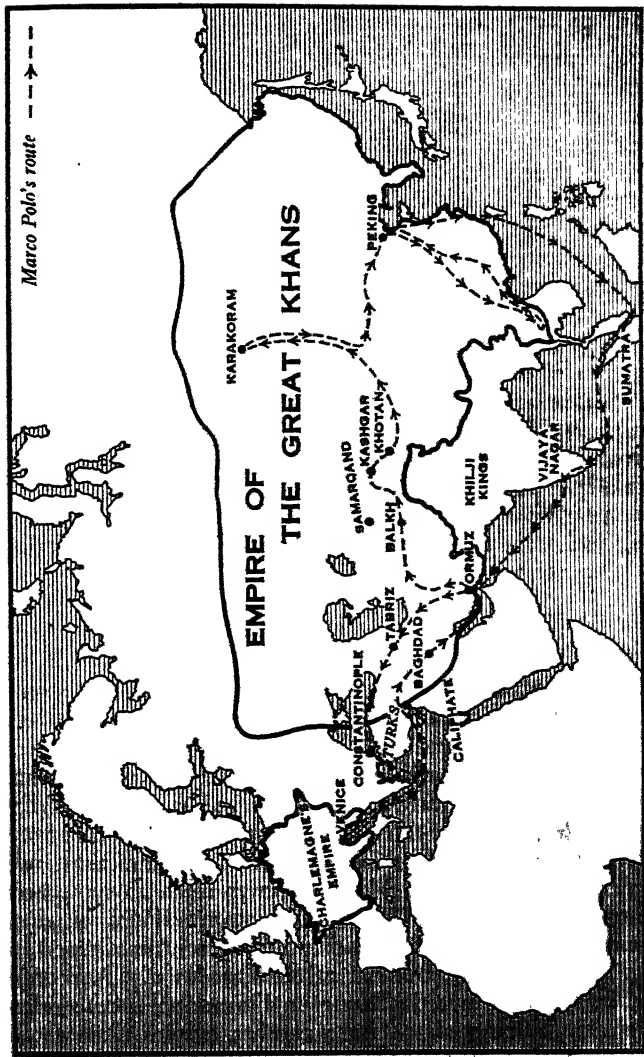 Marco Polo's route
EMPIRE OF
THE GREAT KHANS
KARAKORAM
PEKING
SAMARQAND
KASHGAR
KHOTAN
BALKH
CONSTANTINOPLE
TABRIZ
BAGHDAD
TURKS
CALIPHATE
VENICE
CHARLEMAGNE'S
EMPIRE
ORMUZ
KHILJI
KINGS
VIJAYA
NAGAR
SUMATRA